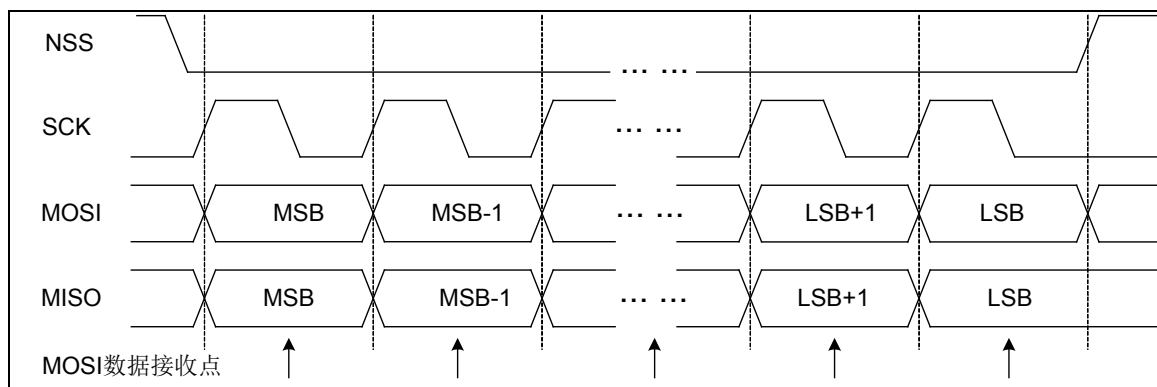 NSS
... ...
SCK
... ...
MOSI MSB MSB-1 ... ... LSB+1 LSB
MISO MSB MSB-1 ... ... LSB+1 LSB
MOSI数据接收点